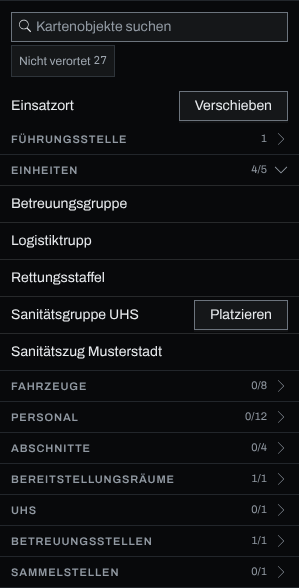 Kartenobjekte suchen
Nicht verortet 27
Einsatzort Verschieben
FÜHRUNGSSTELLE 1
EINHEITEN 4/5
Betreuungsgruppe
Logistiktrupp
Rettungsstaffel
Sanitätsgruppe UHS Platzieren
Sanitätszug Musterstadt
FAHRZEUGE 0/8
PERSONAL 0/12
ABSCHNITTE 0/4
BEREITSTELLUNGSRÄUME 1/1
UHS 0/1
BETREUUNGSSTELLEN 1/1
SAMMELSTELLEN 0/1